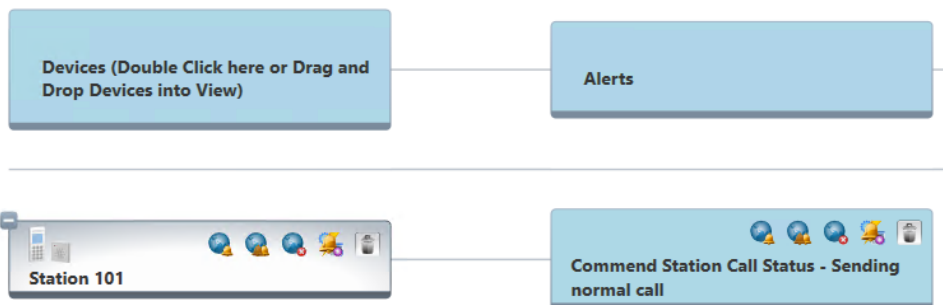 Devices (Double Click here or Drag and
Drop Devices into View)
Alerts
Station 101
Commend Station Call Status - Sending
normal call